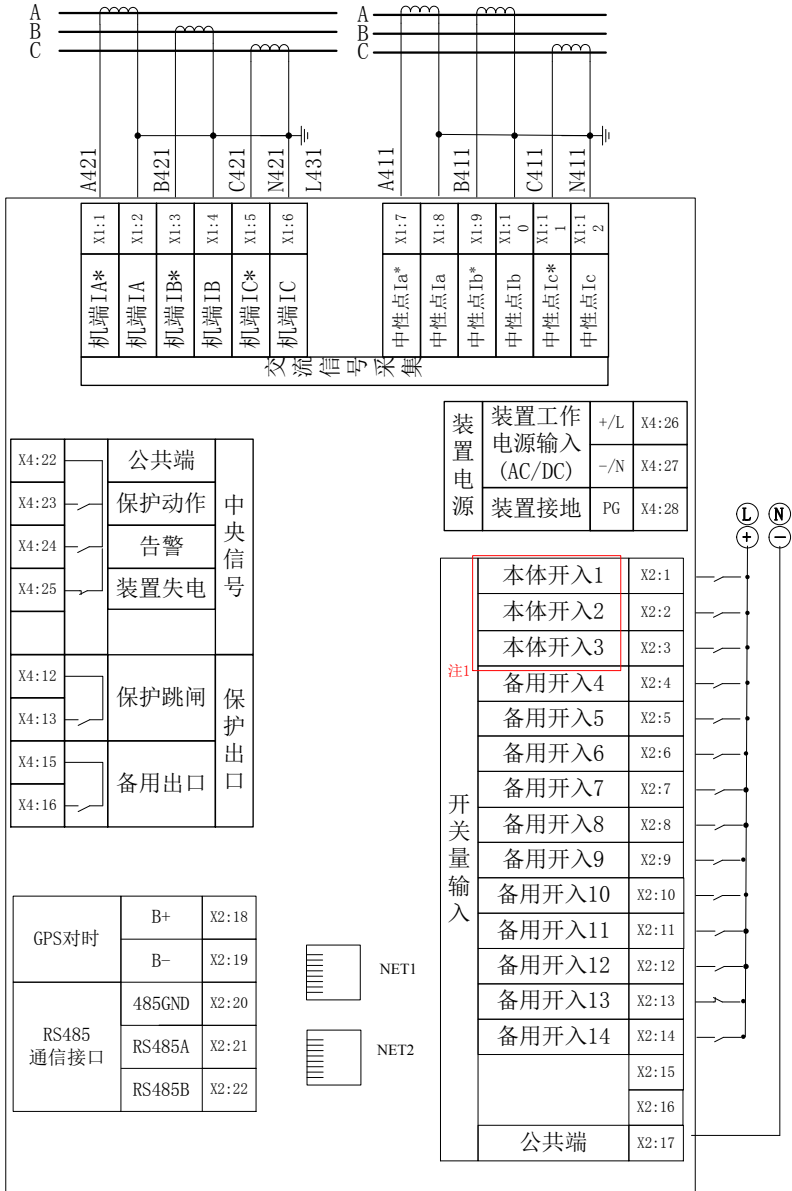 A
B
C
A
B
C
A421
B421
C421
N421
L431
A411
B411
C411
N411
X1:1
X1:2
X1:3
X1:4
X1:5
X1:6
X1:7
X1:8
X1:9
X1:10
X1:11
X1:12
机端IA*
机端IA
机端IB*
机端IB
机端IC*
机端IC
中性点Ia*
中性点Ia
中性点Ib*
中性点Ib
中性点Ic*
中性点Ic
交流信号采集
装置电源
装置工作
电源输入
(AC/DC)
+/L X4:26
-/N X4:27
装置接地 PG X4:28
X4:22 公共端
X4:23 保护动作
X4:24 告警
X4:25 装置失电
中央信号
X4:12
保护跳闸
X4:13
X4:15
备用出口
X4:16
保护出口
L N
+ −
本体开入1 X2:1
本体开入2 X2:2
本体开入3 X2:3
注1
备用开入4 X2:4
备用开入5 X2:5
备用开入6 X2:6
备用开入7 X2:7
备用开入8 X2:8
备用开入9 X2:9
备用开入10 X2:10
备用开入11 X2:11
备用开入12 X2:12
备用开入13 X2:13
备用开入14 X2:14
X2:15
X2:16
公共端 X2:17
开关量输入
GPS对时
B+ X2:18
B- X2:19
RS485
通信接口
485GND X2:20
RS485A X2:21
RS485B X2:22
NET1
NET2